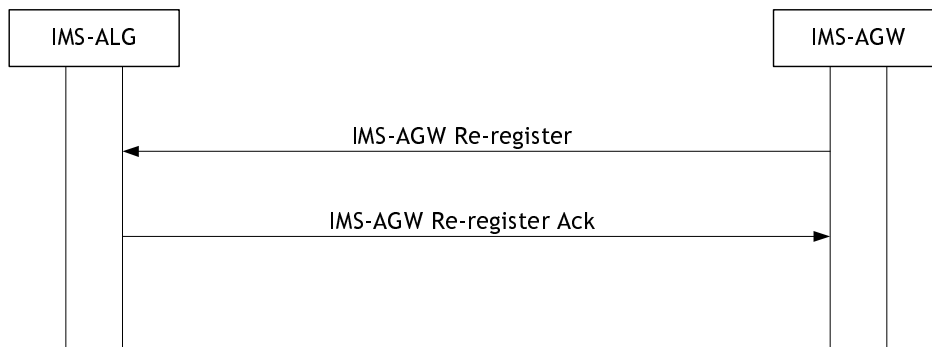 IMS-ALG
IMS-AGW
IMS-AGW Re-register
IMS-AGW Re-register Ack